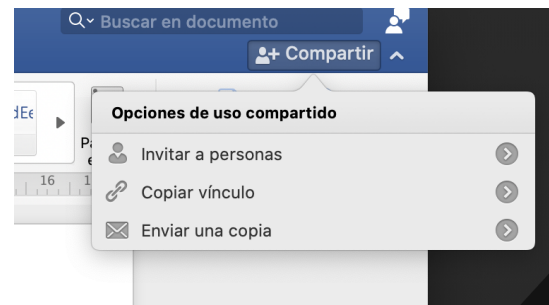 Buscar en documento
Compartir
Opciones de uso compartido
Invitar a personas
Copiar vínculo
Enviar una copia
16